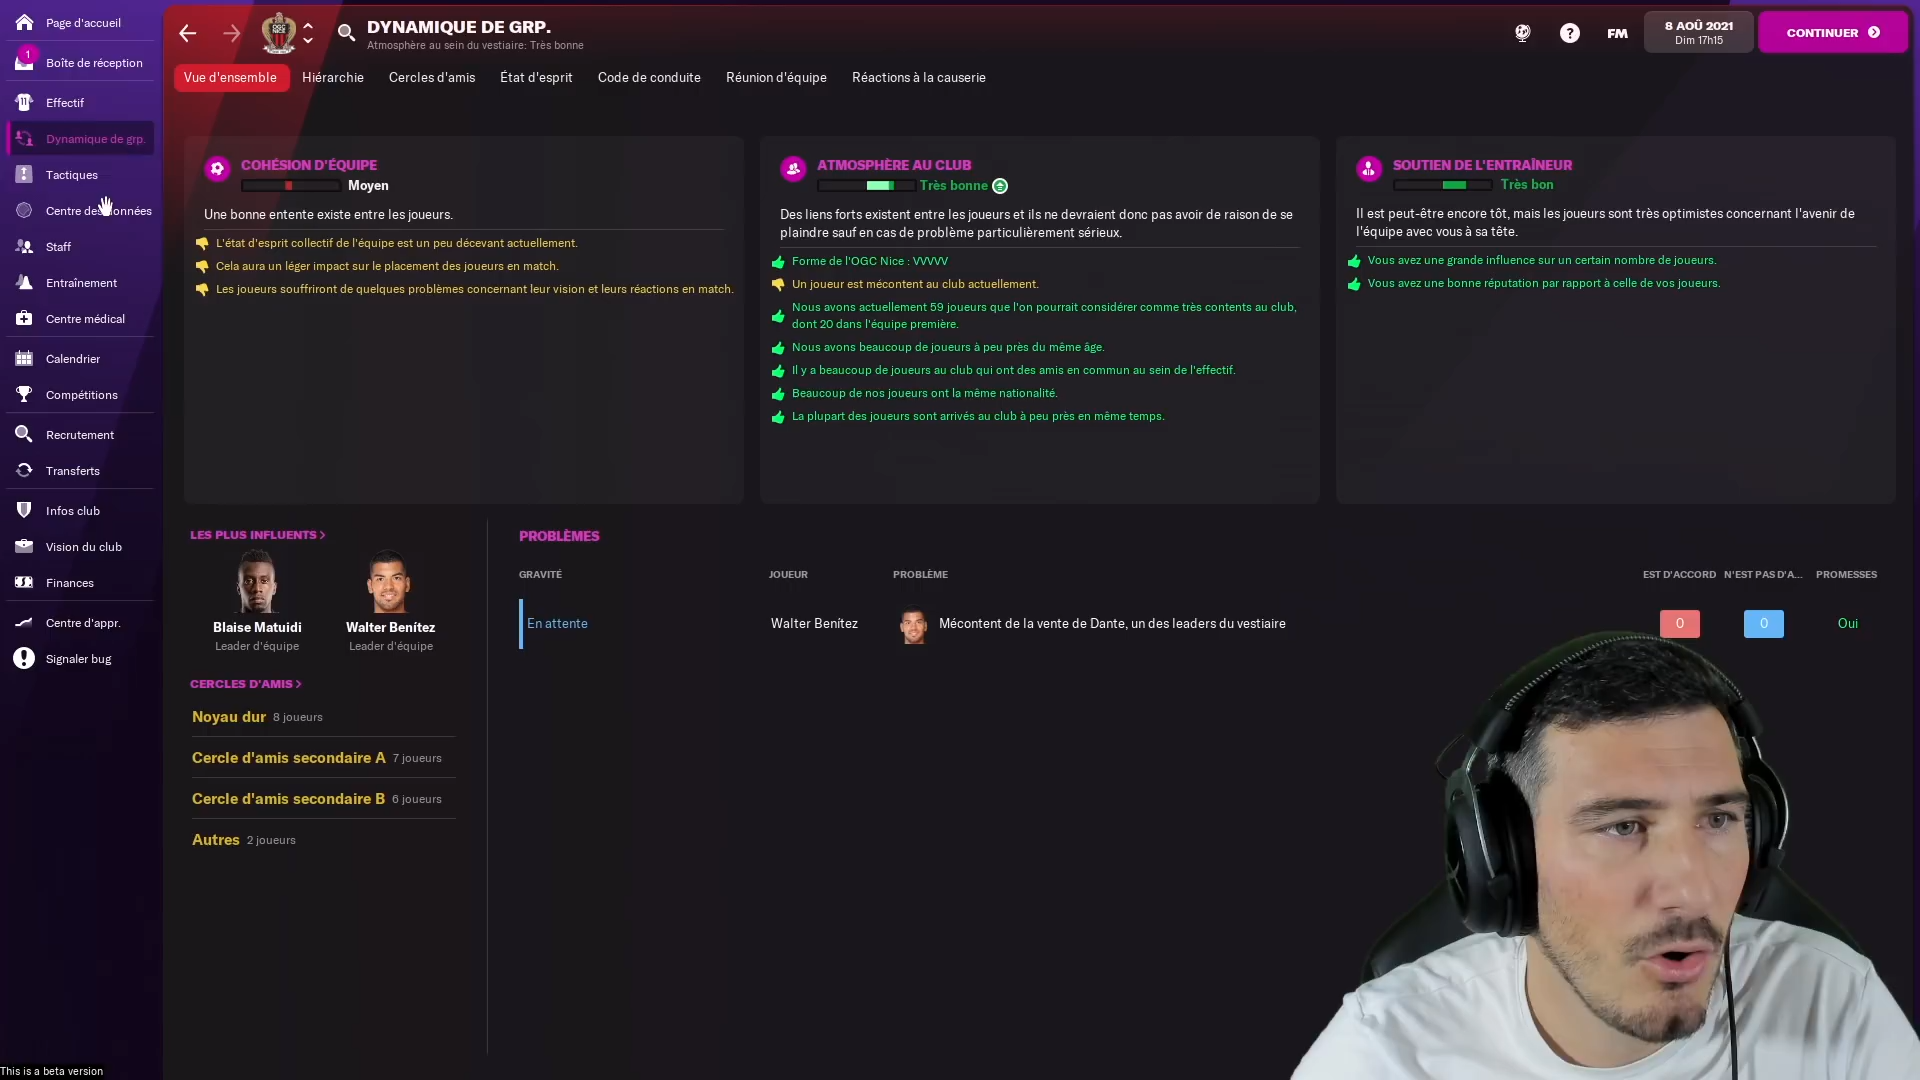 Page d'accueil
1
Boîte de réception
Effectif
Dynamique de grp.
Tactiques
Centre des données
Staff
Entraînement
Centre médical
Calendrier
Compétitions
Recrutement
Transferts
Infos club
Vision du club
Finances
Centre d'appr.
Signaler bug
This is a beta version
OGC NICE
DYNAMIQUE DE GRP.
Atmosphère au sein du vestiaire: Très bonne
FM
8 AOÛ 2021
Dim 17h15
CONTINUER
Vue d'ensemble Hiérarchie Cercles d'amis État d'esprit Code de conduite Réunion d'équipe Réactions à la causerie
COHÉSION D'ÉQUIPE
Moyen
Une bonne entente existe entre les joueurs.
L'état d'esprit collectif de l'équipe est un peu décevant actuellement.
Cela aura un léger impact sur le placement des joueurs en match.
Les joueurs souffriront de quelques problèmes concernant leur vision et leurs réactions en match.
ATMOSPHÈRE AU CLUB
Très bonne
Des liens forts existent entre les joueurs et ils ne devraient donc pas avoir de raison de se
plaindre sauf en cas de problème particulièrement sérieux.
Forme de l'OGC Nice : VVVVV
Un joueur est mécontent au club actuellement.
Nous avons actuellement 59 joueurs que l'on pourrait considérer comme très contents au club,
dont 20 dans l'équipe première.
Nous avons beaucoup de joueurs à peu près du même âge.
Il y a beaucoup de joueurs au club qui ont des amis en commun au sein de l'effectif.
Beaucoup de nos joueurs ont la même nationalité.
La plupart des joueurs sont arrivés au club à peu près en même temps.
SOUTIEN DE L'ENTRAÎNEUR
Très bon
Il est peut-être encore tôt, mais les joueurs sont très optimistes concernant l'avenir de
l'équipe avec vous à sa tête.
Vous avez une grande influence sur un certain nombre de joueurs.
Vous avez une bonne réputation par rapport à celle de vos joueurs.
LES PLUS INFLUENTS >
Blaise Matuidi
Leader d'équipe
Walter Benítez
Leader d'équipe
CERCLES D'AMIS >
Noyau dur 8 joueurs
Cercle d'amis secondaire A 7 joueurs
Cercle d'amis secondaire B 6 joueurs
Autres 2 joueurs
PROBLÈMES
GRAVITÉ JOUEUR PROBLÈME EST D'ACCORD N'EST PAS D'A... PROMESSES
En attente Walter Benítez Mécontent de la vente de Dante, un des leaders du vestiaire 0 0 Oui